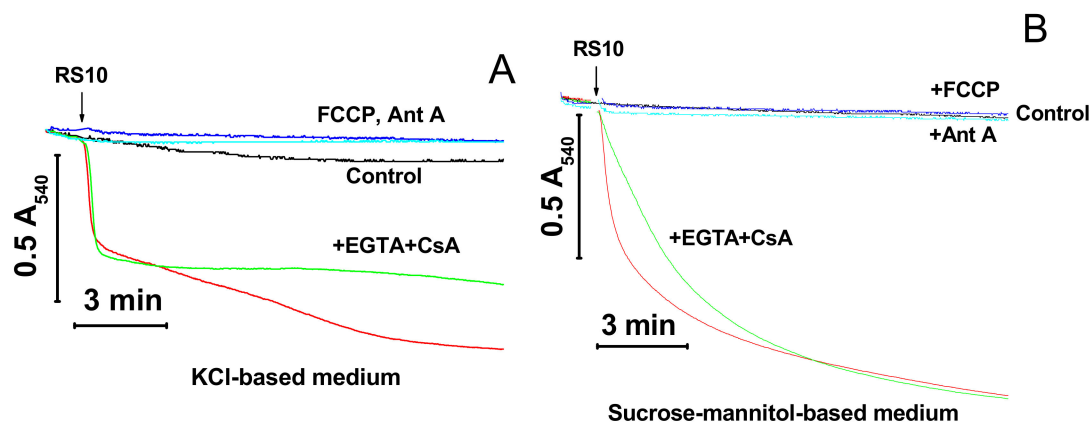 A
RS10
FCCP, Ant A
Control
0.5 A540
+EGTA+CsA
3 min
KCl-based medium
B
RS10
+FCCP
Control
+Ant A
0.5 A540
+EGTA+CsA
3 min
Sucrose-mannitol-based medium